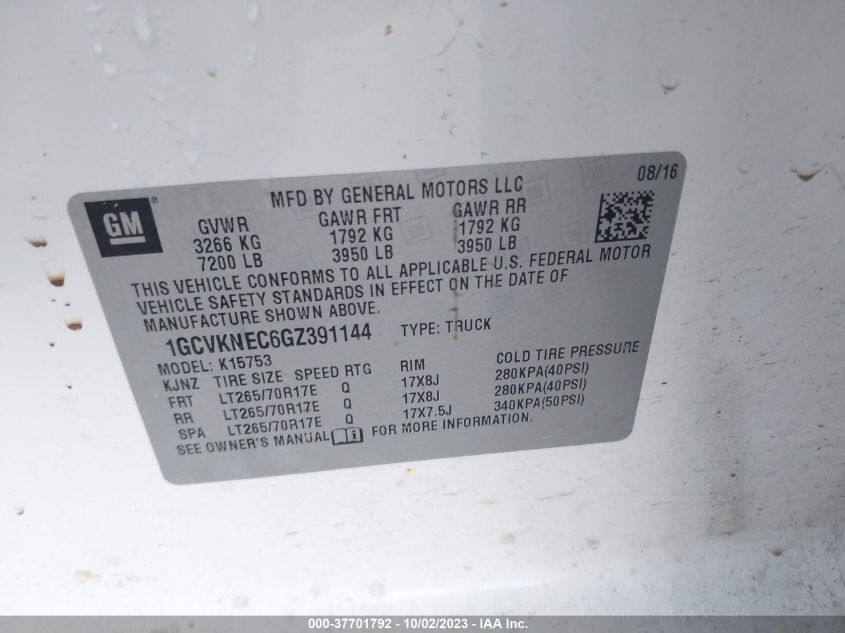 MFD BY GENERAL MOTORS LLC 08/16
GM®
GVWR GAWR FRT GAWR RR
3266 KG 1792 KG 1792 KG
7200 LB 3950 LB 3950 LB
THIS VEHICLE CONFORMS TO ALL APPLICABLE U.S. FEDERAL MOTOR
VEHICLE SAFETY STANDARDS IN EFFECT ON THE DATE OF
MANUFACTURE SHOWN ABOVE.
1GCVKNEC6GZ391144 TYPE: TRUCK
MODEL: K15753
KJNZ TIRE SIZE SPEED RTG RIM COLD TIRE PRESSURE
FRT LT265/70R17E Q 17X8J 280KPA(40PSI)
RR LT265/70R17E Q 17X8J 280KPA(40PSI)
SPA LT265/70R17E Q 17X7.5J 340KPA(50PSI)
SEE OWNER'S MANUAL i FOR MORE INFORMATION.
000-37701792 - 10/02/2023 - IAA Inc.